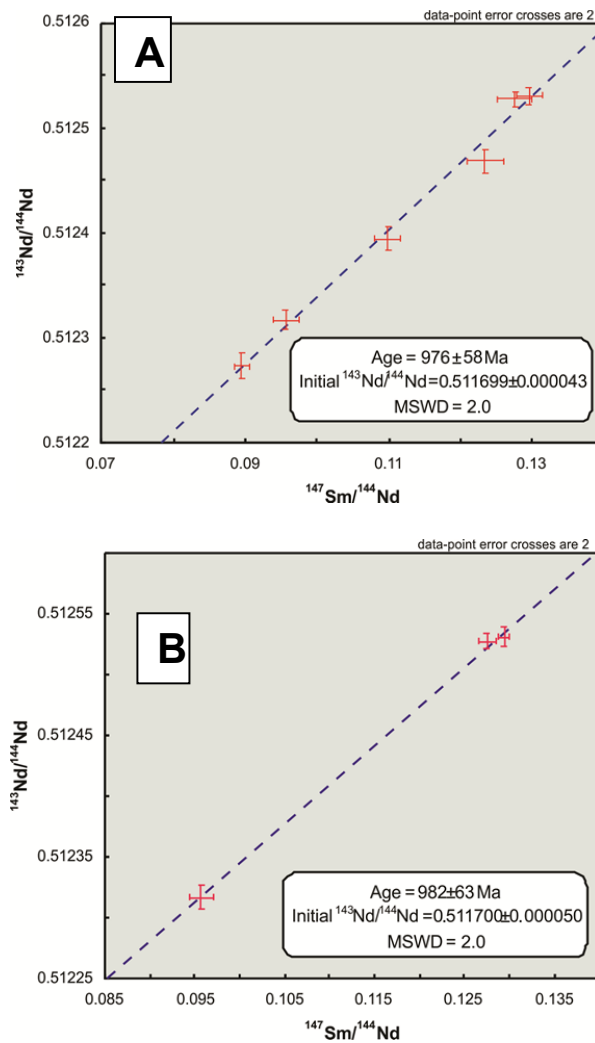 data-point error crosses are 2
A
0.5126
0.5125
0.5124
0.5123
0.5122
¹⁴³Nd/¹⁴⁴Nd
Age = 976±58 Ma
Initial ¹⁴³Nd/¹⁴⁴Nd=0.511699±0.000043
MSWD = 2.0
0.07 0.09 0.11 0.13
¹⁴⁷Sm/¹⁴⁴Nd
data-point error crosses are 2
B
0.51255
0.51245
0.51235
0.51225
¹⁴³Nd/¹⁴⁴Nd
Age = 982±63 Ma
Initial ¹⁴³Nd/¹⁴⁴Nd =0.511700±0.000050
MSWD = 2.0
0.085 0.095 0.105 0.115 0.125 0.135
¹⁴⁷Sm/¹⁴⁴Nd